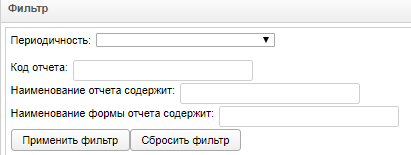 Фильтр
Периодичность:
Код отчета:
Наименование отчета содержит:
Наименование формы отчета содержит:
Применить фильтр Сбросить фильтр